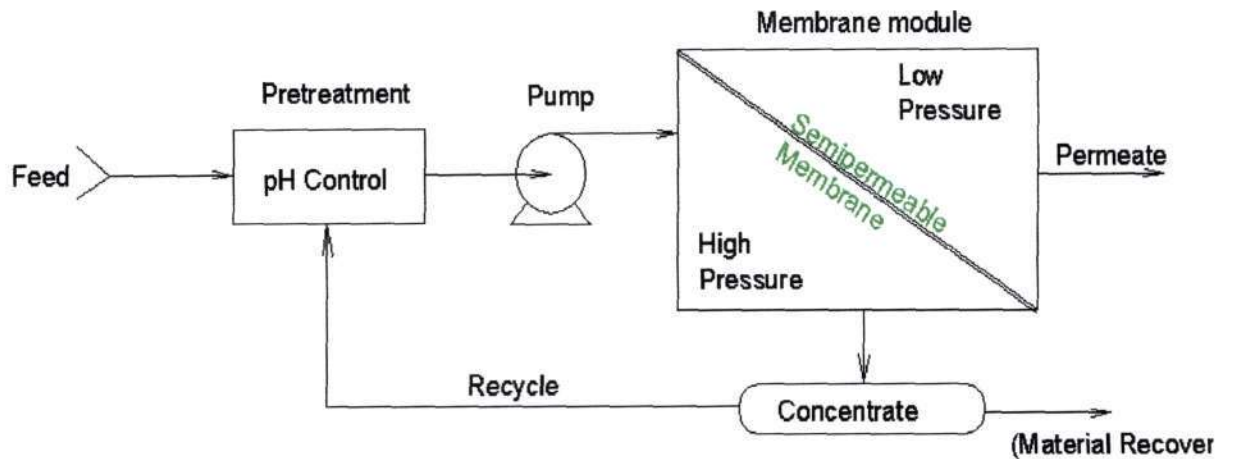 Membrane module
Pretreatment
Pump
Low
Pressure
Feed
pH Control
Semipermeable
Membrane
Permeate
High
Pressure
Recycle
Concentrate
(Material Recover